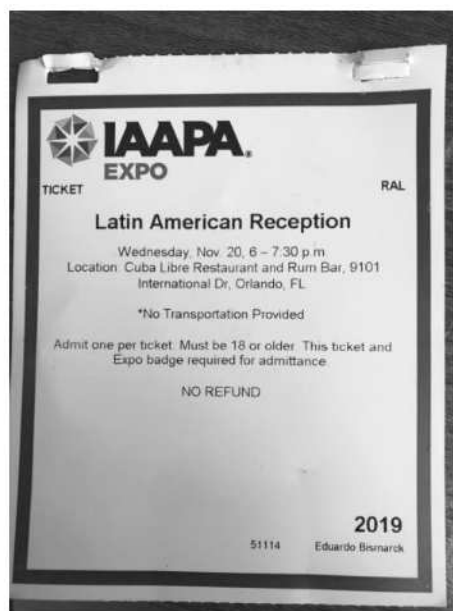 IAAPA®
EXPO
TICKET
RAL
Latin American Reception
Wednesday, Nov. 20, 6 – 7:30 p.m
Location: Cuba Libre Restaurant and Rum Bar, 9101
International Dr, Orlando, FL
*No Transportation Provided
Admit one per ticket. Must be 18 or older. This ticket and
Expo badge required for admittance.
NO REFUND
2019
51114 Eduardo Bismarck